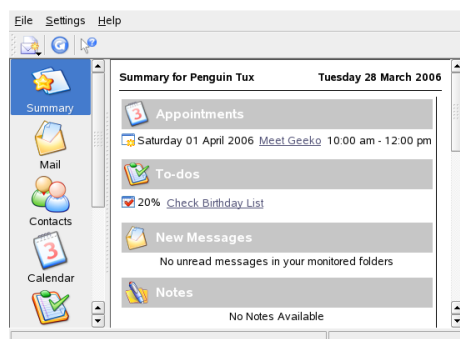 File Settings Help
Summary for Penguin Tux Tuesday 28 March 2006
Summary
Appointments
Saturday 01 April 2006 Meet Geeko 10:00 am - 12:00 pm
Mail
To-dos
20% Check Birthday List
Contacts
New Messages
No unread messages in your monitored folders
Calendar
Notes
No Notes Available